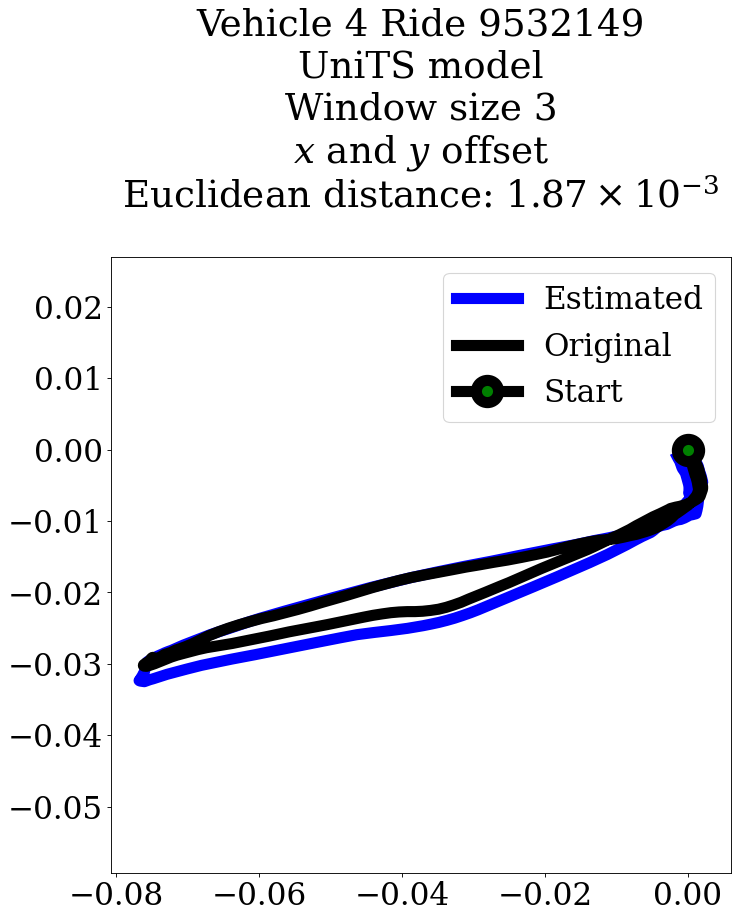 Vehicle 4 Ride 9532149
UniTS model
Window size 3
x and y offset
Euclidean distance: 1.87 × 10⁻³
Estimated
Original
Start
0.02
0.01
0.00
−0.01
−0.02
−0.03
−0.04
−0.05
−0.08 −0.06 −0.04 −0.02 0.00